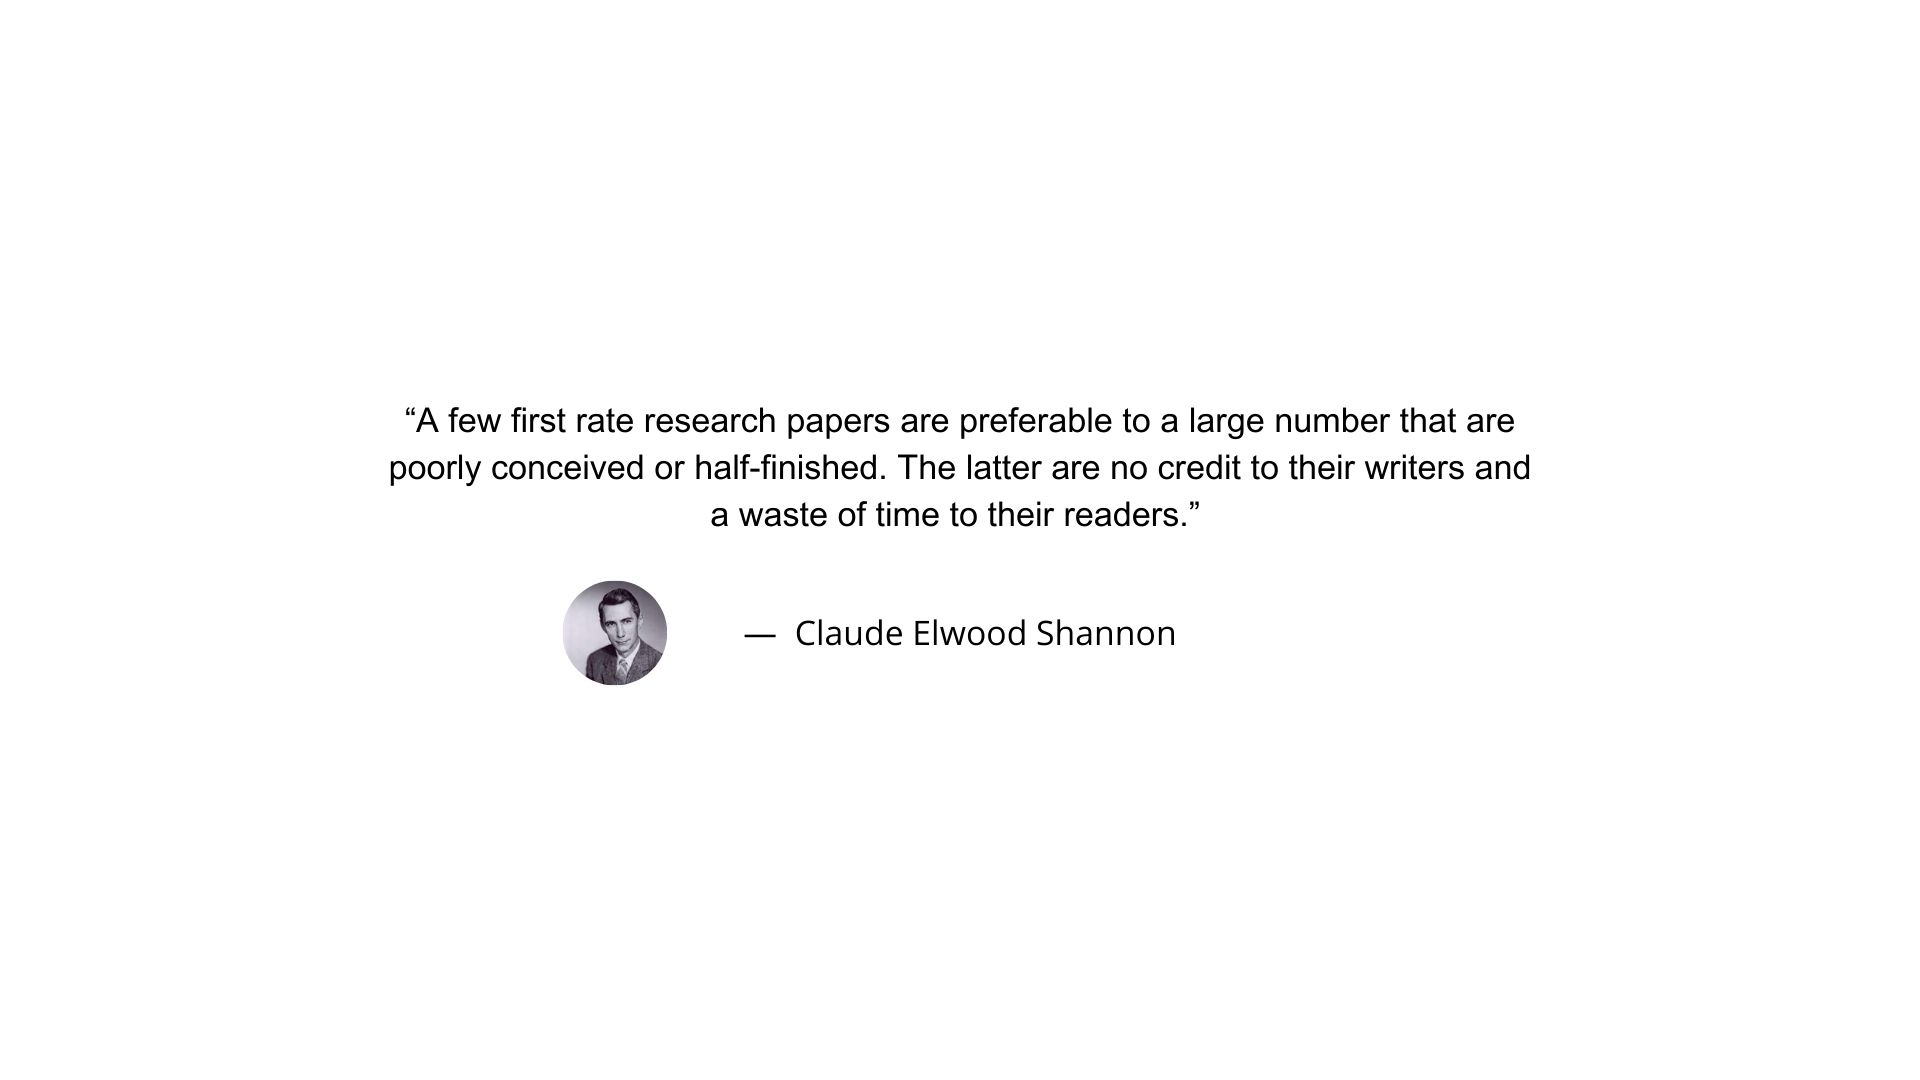 “A few first rate research papers are preferable to a large number that are
poorly conceived or half-finished. The latter are no credit to their writers and
a waste of time to their readers.”
— Claude Elwood Shannon